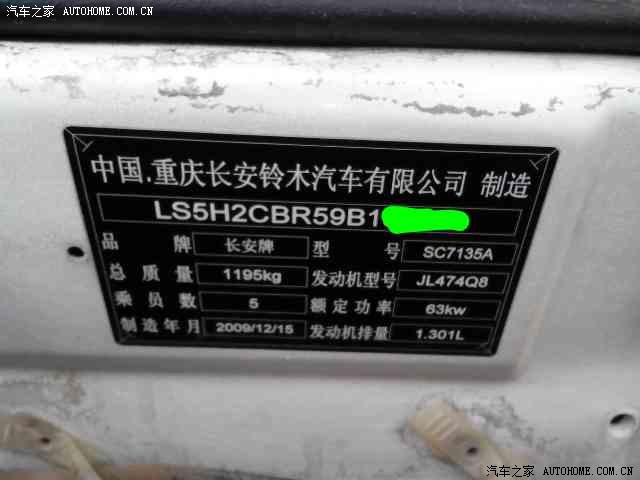 汽车之家 AUTOHOME.COM.CN
中国.重庆长安铃木汽车有限公司 制造
LS5H2CBR59B1
品牌 长安牌 型号 SC7135A
总质量 1195kg 发动机型号 JL474Q8
乘员数 5 额定功率 63kw
制造年月 2009/12/15 发动机排量 1.301L
汽车之家 AUTOHOME.COM.CN